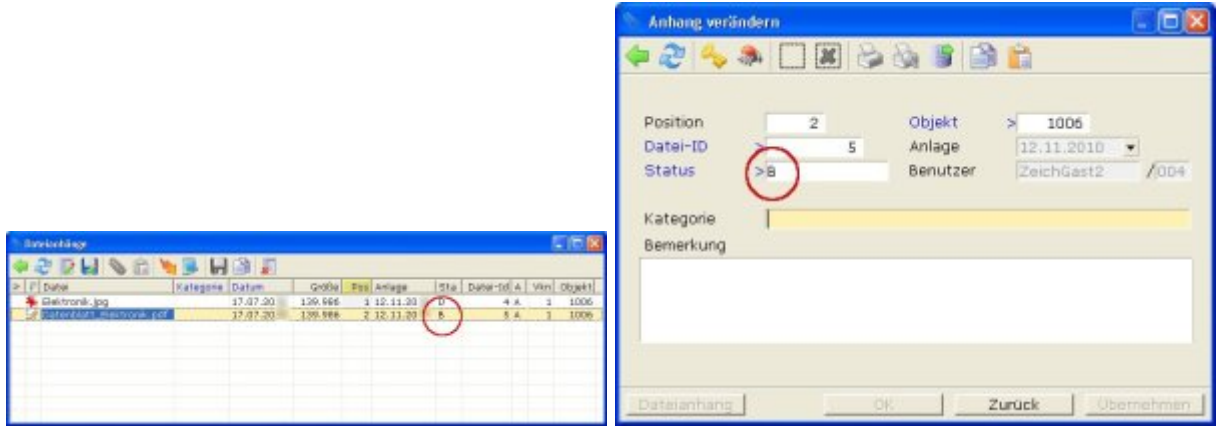 Dateianhänge
> F Datei Kategorie Datum Größe Pos Anlage Sta Datei-Id A Vkn Objekt
Elektronik.jpg 17.07.20 139.986 1 12.11.20 D 4 A 1 1006
Datenblatt_Elektronik.pdf 17.07.20 139.986 2 12.11.20 B 5 A 1 1006
Anhang verändern
Position 2 Objekt > 1006
Datei-ID > 5 Anlage 12.11.2010
Status >B Benutzer ZeichGast2 /004
Kategorie
Bemerkung
Dateianhang OK Zurück Übernehmen